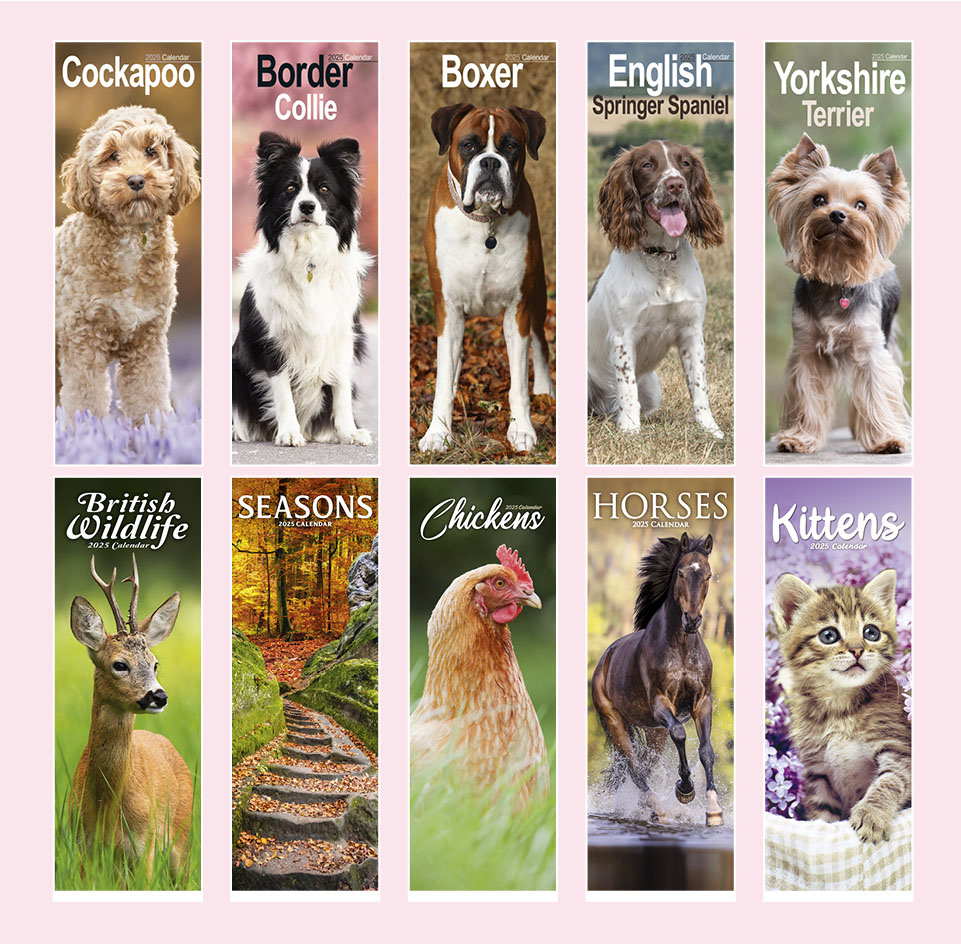 2025 Calendar
Cockapoo
2025 Calendar
Border
Collie
2025 Calendar
Boxer
2025 Calendar
English
Springer Spaniel
2025 Calendar
Yorkshire
Terrier
British
Wildlife
2025 Calendar
SEASONS
2025 CALENDAR
2025 Calendar
Chickens
HORSES
2025 CALENDAR
Kittens
2025 Calendar